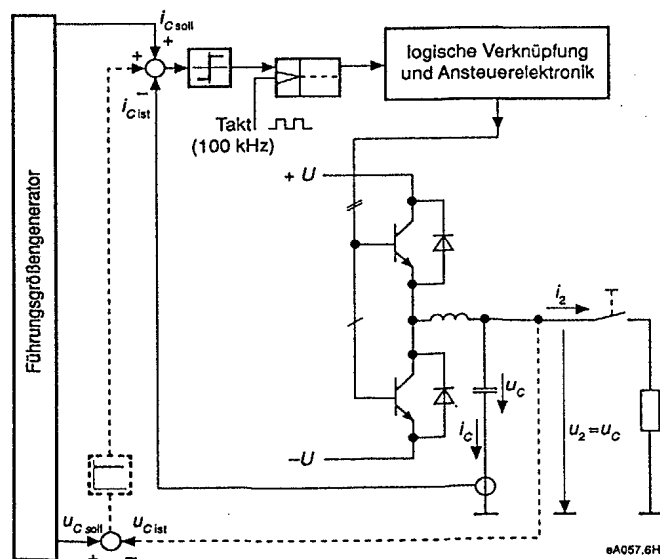 i_C soll
+
+
−
i_C ist
logische Verknüpfung
und Ansteuerelektronik
Takt
(100 kHz)
+ U
Führungsgrößengenerator
i_2
u_C
i_C
u_2 = u_C
−U
u_C soll
u_C ist
+
−
eA057.6H